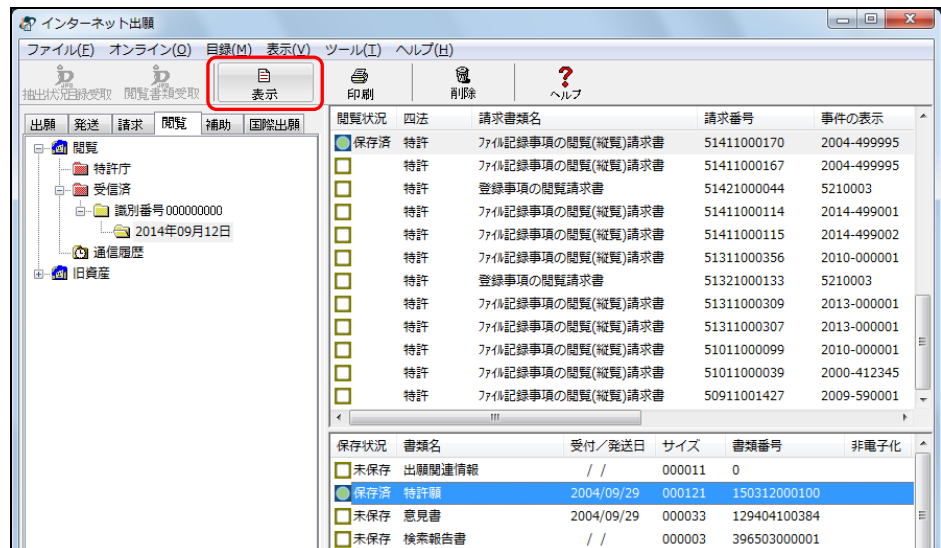 インターネット出願
ファイル(F) オンライン(O) 目録(M) 表示(V) ツール(T) ヘルプ(H)
抽出状況目録受取 閲覧書類受取 表示 印刷 削除 ヘルプ
出願 発送 請求 閲覧 補助 国際出願
閲覧
特許庁
受信済
識別番号000000000
2014年09月12日
通信履歴
旧資産
閲覧状況 四法 請求書類名 請求番号 事件の表示
保存済 特許 ファイル記録事項の閲覧(縦覧)請求書 51411000170 2004-499995
特許 ファイル記録事項の閲覧(縦覧)請求書 51411000167 2004-499995
特許 登録事項の閲覧請求書 51421000044 5210003
特許 ファイル記録事項の閲覧(縦覧)請求書 51411000114 2014-499001
特許 ファイル記録事項の閲覧(縦覧)請求書 51411000115 2014-499002
特許 ファイル記録事項の閲覧(縦覧)請求書 51311000356 2010-000001
特許 登録事項の閲覧請求書 51321000133 5210003
特許 ファイル記録事項の閲覧(縦覧)請求書 51311000309 2013-000001
特許 ファイル記録事項の閲覧(縦覧)請求書 51311000307 2013-000001
特許 ファイル記録事項の閲覧(縦覧)請求書 51011000099 2010-000001
特許 ファイル記録事項の閲覧(縦覧)請求書 51011000039 2000-412345
特許 ファイル記録事項の閲覧(縦覧)請求書 50911001427 2009-590001
保存状況 書類名 受付/発送日 サイズ 書類番号 非電子化
未保存 出願関連情報 / / 000011 0
保存済 特許願 2004/09/29 000121 150312000100
未保存 意見書 2004/09/29 000033 129404100384
未保存 検索報告書 / / 000003 396503000001